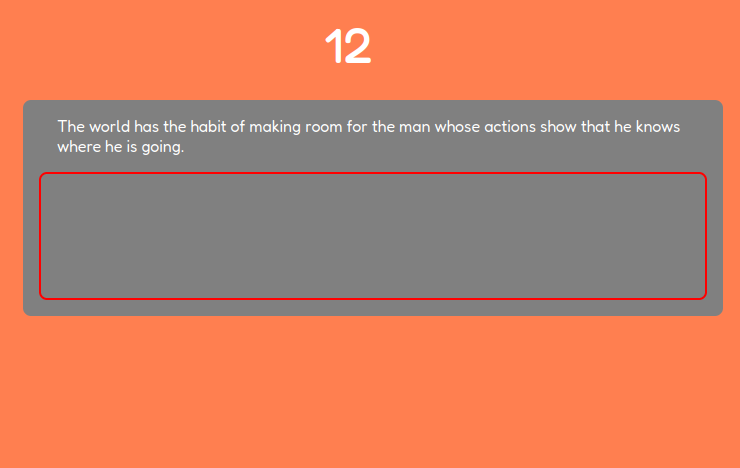 12
The world has the habit of making room for the man whose actions show that he knows
where he is going.